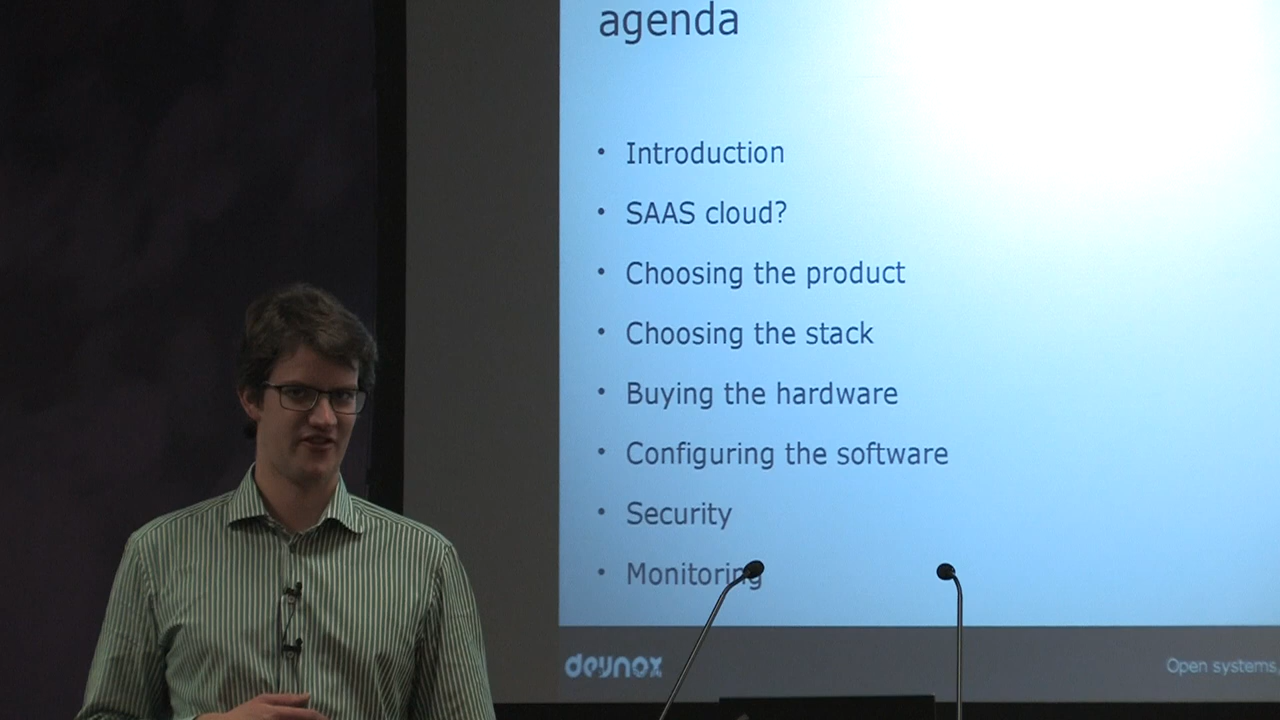 agenda
Introduction
SAAS cloud?
Choosing the product
Choosing the stack
Buying the hardware
Configuring the software
Security
Monitoring
deynox
Open systems,